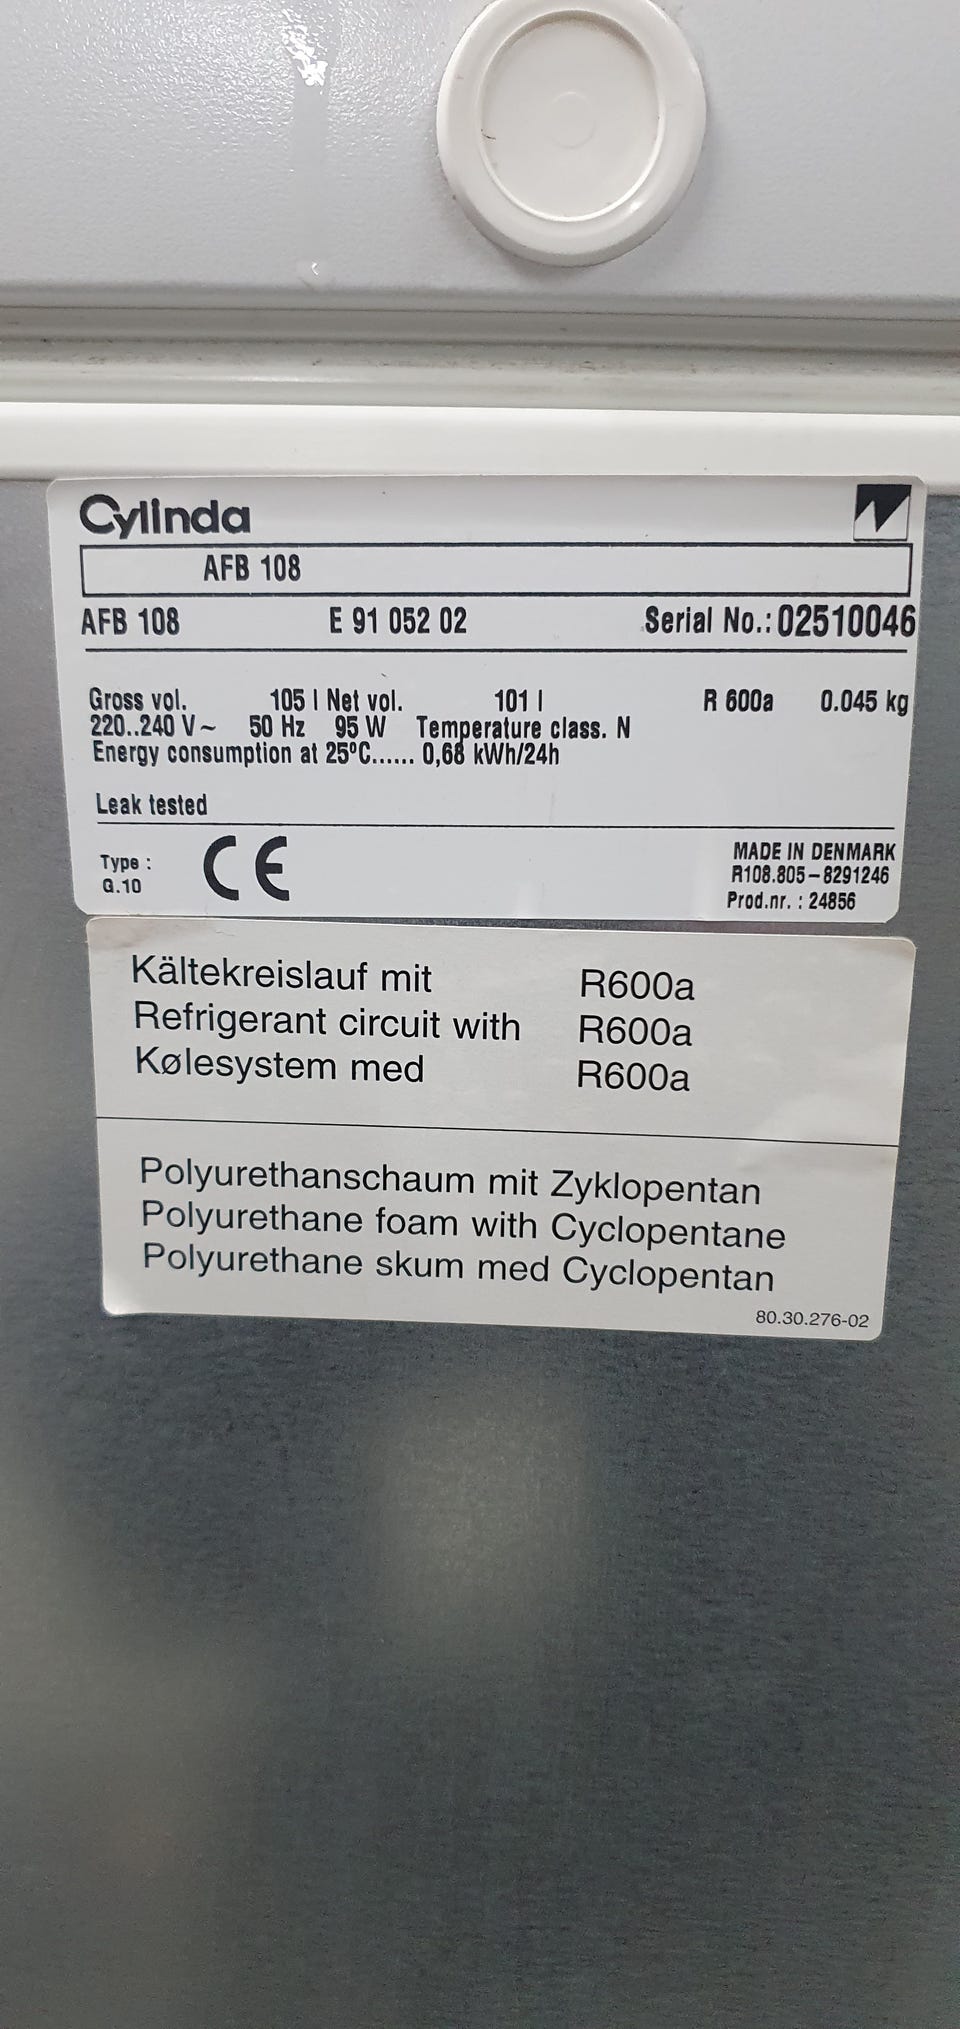 Cylinda
AFB 108
AFB 108 E 91 052 02 Serial No.: 02510046
Gross vol. 105 l Net vol. 101 l R 600a 0.045 kg
220..240 V~ 50 Hz 95 W Temperature class. N
Energy consumption at 25°C...... 0,68 kWh/24h
Leak tested
Type :
G.10
CE
MADE IN DENMARK
R108.805-8291246
Prod.nr. : 24856
Kältekreislauf mit R600a
Refrigerant circuit with R600a
Kølesystem med R600a
Polyurethanschaum mit Zyklopentan
Polyurethane foam with Cyclopentane
Polyurethane skum med Cyclopentan
80.30.276-02